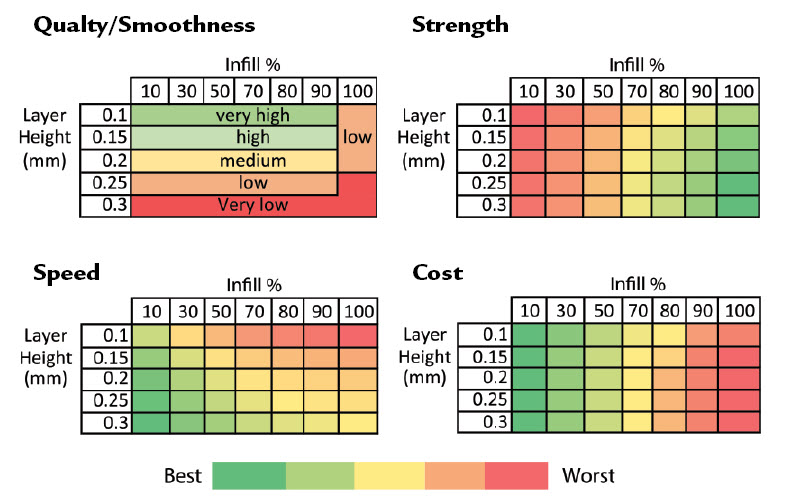 Qualty/Smoothness
Infill %
10 30 50 70 80 90 100
Layer Height (mm)
0.1 very high
0.15 high low
0.2 medium
0.25 low
0.3 Very low
Strength
Infill %
10 30 50 70 80 90 100
Layer Height (mm)
0.1
0.15
0.2
0.25
0.3
Speed
Infill %
10 30 50 70 80 90 100
Layer Height (mm)
0.1
0.15
0.2
0.25
0.3
Cost
Infill %
10 30 50 70 80 90 100
Layer Height (mm)
0.1
0.15
0.2
0.25
0.3
Best Worst